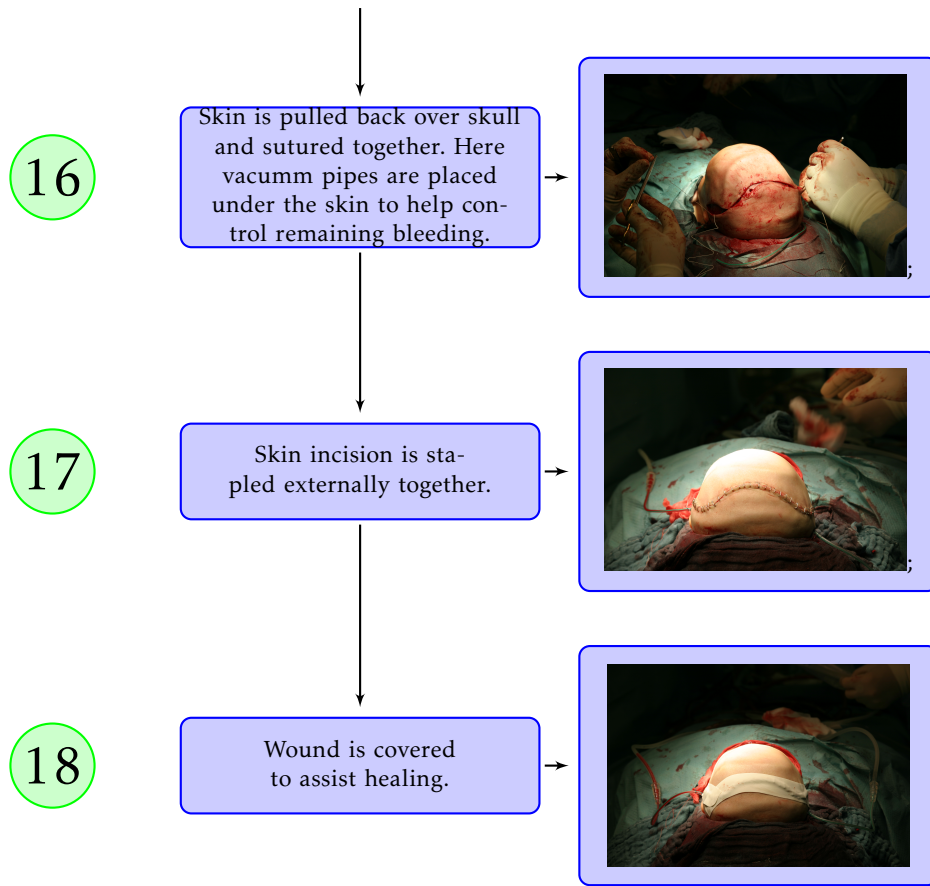 16
Skin is pulled back over skull
and sutured together. Here
vacumm pipes are placed
under the skin to help con-
trol remaining bleeding.
;
17
Skin incision is sta-
pled externally together.
;
18
Wound is covered
to assist healing.